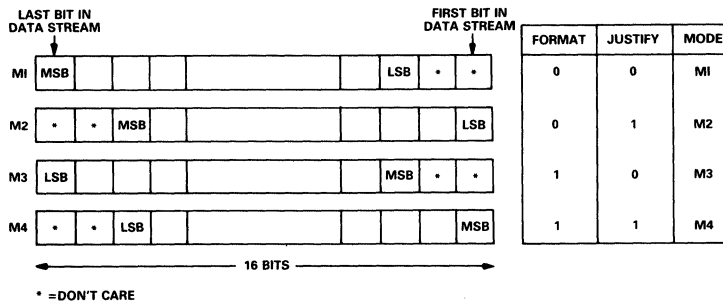 LAST BIT IN
DATA STREAM
FIRST BIT IN
DATA STREAM
FORMAT JUSTIFY MODE
MI MSB LSB * *
0 0 MI
M2 * * MSB LSB
0 1 M2
M3 LSB MSB * *
1 0 M3
M4 * * LSB MSB
1 1 M4
16 BITS
* =DON'T CARE